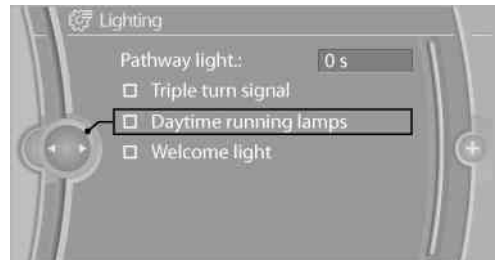 Lighting
Pathway light.: 0 s
Triple turn signal
Daytime running lamps
Welcome light